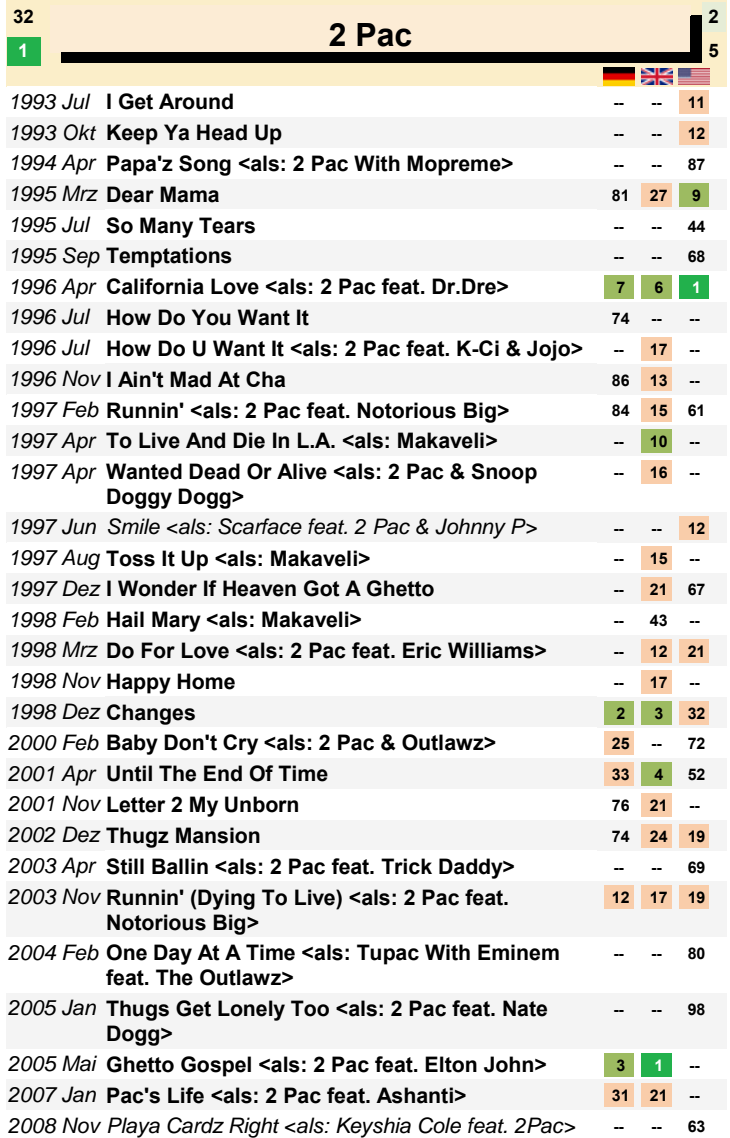 32
2 Pac
2
1
5
1993 Jul I Get Around -- -- 11
1993 Okt Keep Ya Head Up -- -- 12
1994 Apr Papa'z Song <als: 2 Pac With Mopreme> -- -- 87
1995 Mrz Dear Mama 81 27 9
1995 Jul So Many Tears -- -- 44
1995 Sep Temptations -- -- 68
1996 Apr California Love <als: 2 Pac feat. Dr.Dre> 7 6 1
1996 Jul How Do You Want It 74 -- --
1996 Jul How Do U Want It <als: 2 Pac feat. K-Ci & Jojo> -- 17 --
1996 Nov I Ain't Mad At Cha 86 13 --
1997 Feb Runnin' <als: 2 Pac feat. Notorious Big> 84 15 61
1997 Apr To Live And Die In L.A. <als: Makaveli> -- 10 --
1997 Apr Wanted Dead Or Alive <als: 2 Pac & Snoop -- 16 --
Doggy Dogg>
1997 Jun Smile <als: Scarface feat. 2 Pac & Johnny P> -- -- 12
1997 Aug Toss It Up <als: Makaveli> -- 15 --
1997 Dez I Wonder If Heaven Got A Ghetto -- 21 67
1998 Feb Hail Mary <als: Makaveli> -- 43 --
1998 Mrz Do For Love <als: 2 Pac feat. Eric Williams> -- 12 21
1998 Nov Happy Home -- 17 --
1998 Dez Changes 2 3 32
2000 Feb Baby Don't Cry <als: 2 Pac & Outlawz> 25 -- 72
2001 Apr Until The End Of Time 33 4 52
2001 Nov Letter 2 My Unborn 76 21 --
2002 Dez Thugz Mansion 74 24 19
2003 Apr Still Ballin <als: 2 Pac feat. Trick Daddy> -- -- 69
2003 Nov Runnin' (Dying To Live) <als: 2 Pac feat. 12 17 19
Notorious Big>
2004 Feb One Day At A Time <als: Tupac With Eminem -- -- 80
feat. The Outlawz>
2005 Jan Thugs Get Lonely Too <als: 2 Pac feat. Nate -- -- 98
Dogg>
2005 Mai Ghetto Gospel <als: 2 Pac feat. Elton John> 3 1 --
2007 Jan Pac's Life <als: 2 Pac feat. Ashanti> 31 21 --
2008 Nov Playa Cardz Right <als: Keyshia Cole feat. 2Pac> -- -- 63